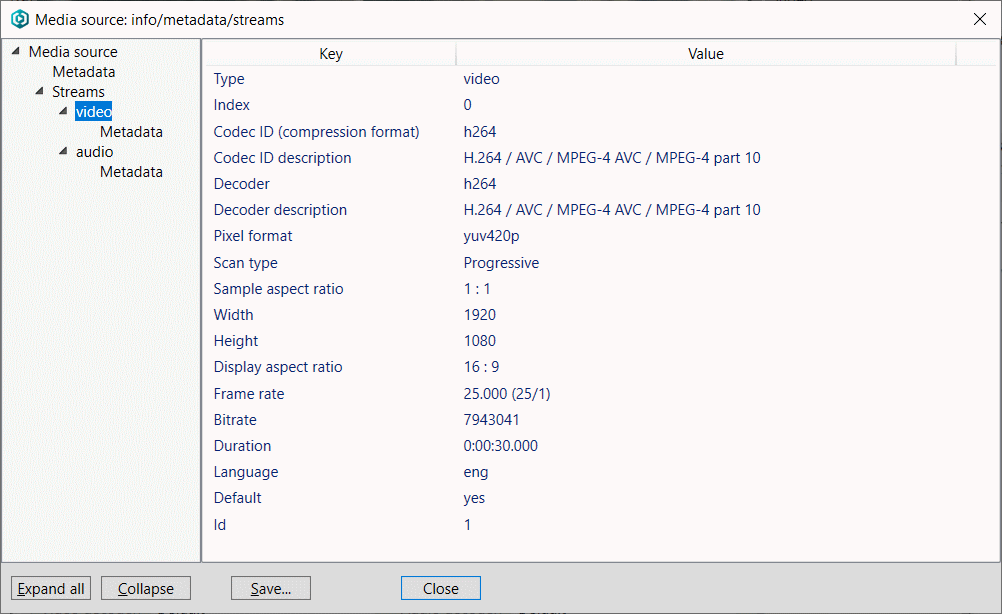 Media source: info/metadata/streams
Media source
Metadata
Streams
video
Metadata
audio
Metadata
Key Value
Type video
Index 0
Codec ID (compression format) h264
Codec ID description H.264 / AVC / MPEG-4 AVC / MPEG-4 part 10
Decoder h264
Decoder description H.264 / AVC / MPEG-4 AVC / MPEG-4 part 10
Pixel format yuv420p
Scan type Progressive
Sample aspect ratio 1 : 1
Width 1920
Height 1080
Display aspect ratio 16 : 9
Frame rate 25.000 (25/1)
Bitrate 7943041
Duration 0:00:30.000
Language eng
Default yes
Id 1
Expand all Collapse Save... Close